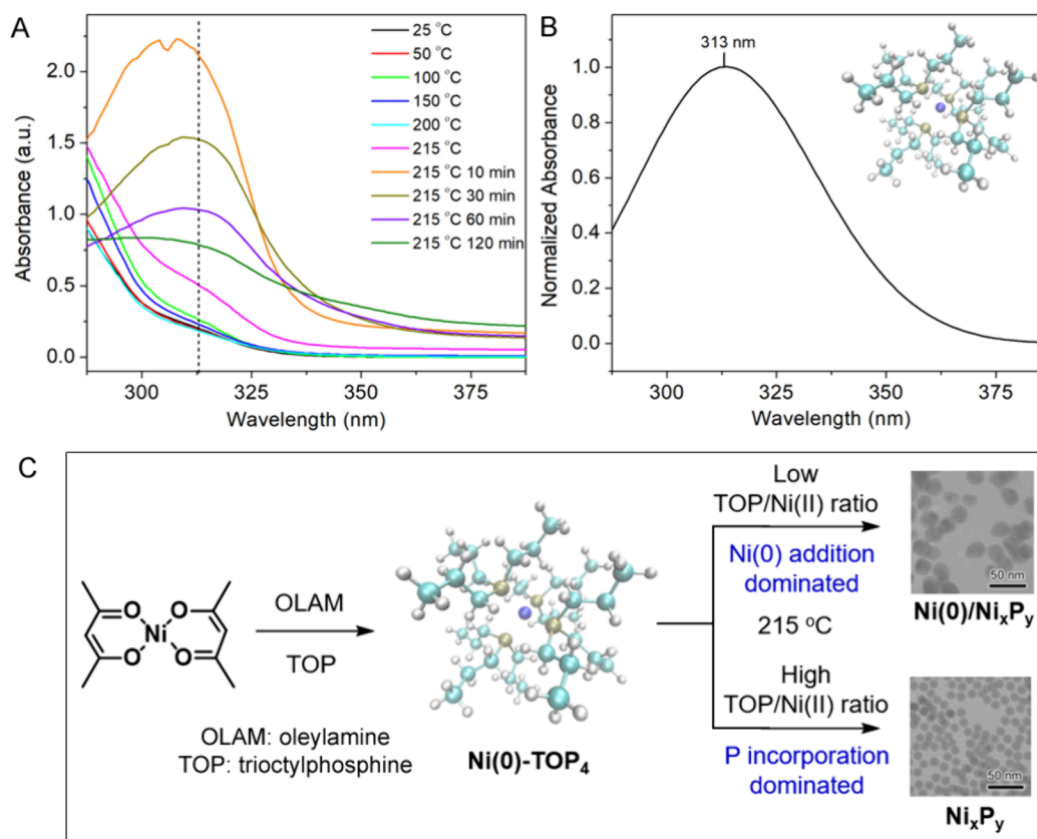 A
Absorbance (a.u.)
2.0
1.5
1.0
0.5
0.0
300
325
350
375
Wavelength (nm)
25 °C
50 °C
100 °C
150 °C
200 °C
215 °C
215 °C 10 min
215 °C 30 min
215 °C 60 min
215 °C 120 min
B
313 nm
Normalized Absorbance
1.0
0.8
0.6
0.4
0.2
0.0
300
325
350
375
Wavelength (nm)
C
O
O
Ni
O
O
OLAM
TOP
OLAM: oleylamine
TOP: trioctylphosphine
Ni(0)-TOP₄
Low
TOP/Ni(II) ratio
Ni(0) addition
dominated
215 °C
High
TOP/Ni(II) ratio
P incorporation
dominated
50 nm
Ni(0)/NiₓPᵧ
50 nm
NiₓPᵧ